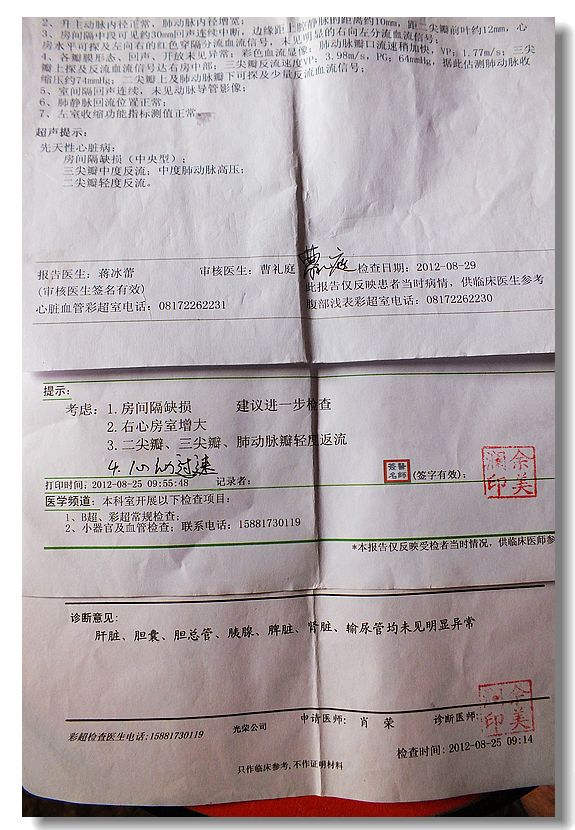 2、升主动脉内径正常，肺动脉内径增宽；
3、房间隔中段可见约30mm回声连续中断，边缘距上腔静脉的距离约10mm，距二尖瓣前叶约12mm，心
房水平可探及左向右的红色穿隔分流血流信号，未见明显的右向左分流血流信号；
4、各瓣膜形态、回声、开放未见异常；彩色血流显像：肺动脉瓣口流速稍加快，VP：1.77m/s；三尖
瓣上探及反流血流信号达右房中部；三尖瓣反流速度VP：3.98m/s，PG：64mmHg，据此估测肺动脉收
缩压约74mmHg；二尖瓣上及肺动脉瓣下可探及少量反流血流信号；
5、室间隔回声连续，未见动脉导管影像；
6、肺静脉回流位置正常；
7、左室收缩功能指标测值正常。
超声提示：
先天性心脏病：
房间隔缺损（中央型）；
三尖瓣中度反流；中度肺动脉高压；
二尖瓣轻度反流。
报告医生：蒋冰蕾 审核医生：曹礼庭 曹礼庭 检查日期：2012-08-29
(审核医生签名有效) 此报告仅反映患者当时病情，供临床医生参考
心脏血管彩超室电话：08172262231 腹部浅表彩超室电话：08172262230
提示：
考虑：1.房间隔缺损 建议进一步检查
2.右心房室增大
3.二尖瓣、三尖瓣、肺动脉瓣轻度返流
4.心动过速
打印时间：2012-08-25 09:55:48 记录者： 签名 医师 (签字有效)： 余美澜印
医学频道：本科室开展以下检查项目：
1、B超、彩超常规检查；
2、小器官及血管检查；联系电话：15881730119
*本报告仅反映受检者当时情况，供临床医师参
诊断意见：
肝脏、胆囊、胆总管、胰腺、脾脏、肾脏、输尿管均未见明显异常
彩超检查医生电话:15881730119 光荣公司 申请医师： 肖 荣 诊断医师： 余美 印
检查时间：2012-08-25 09:14
只作临床参考，不作证明材料